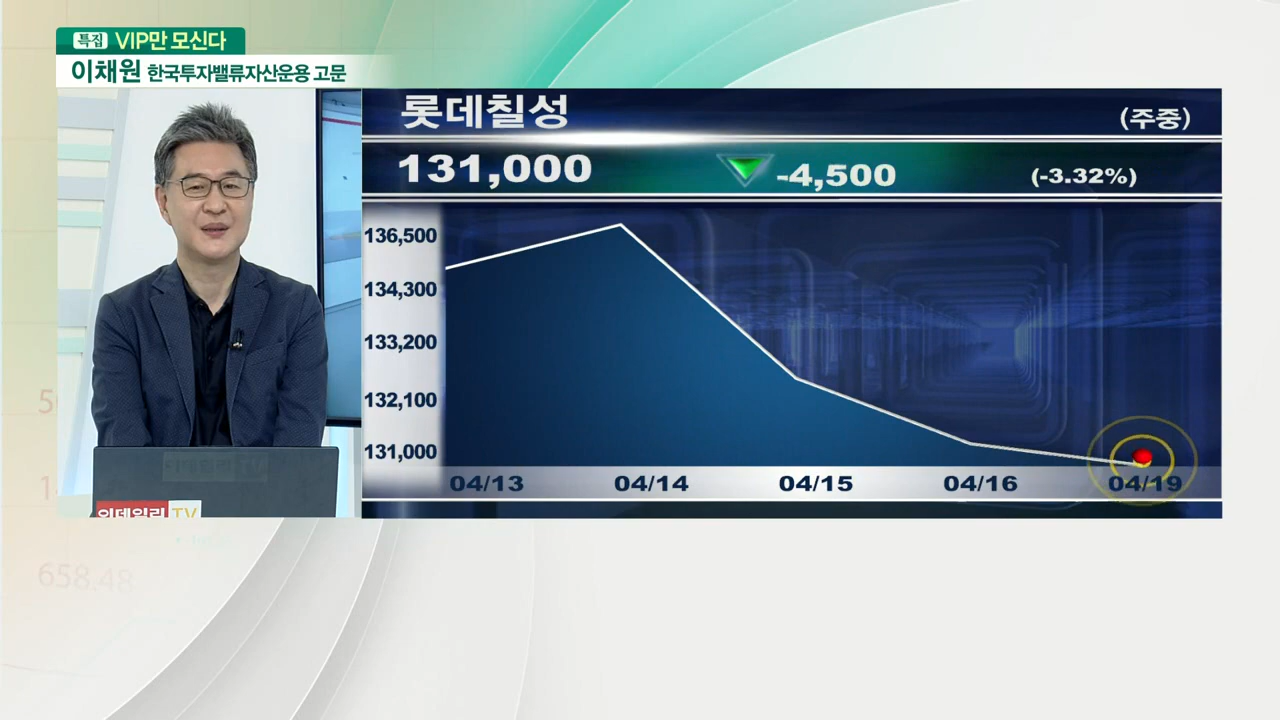 특집 VIP만 모신다
이채원 한국투자밸류자산운용 고문
롯데칠성 (주중)
131,000 -4,500 (-3.32%)
136,500
134,300
133,200
132,100
131,000
04/13 04/14 04/15 04/16 04/19
이데일리 TV
658.48